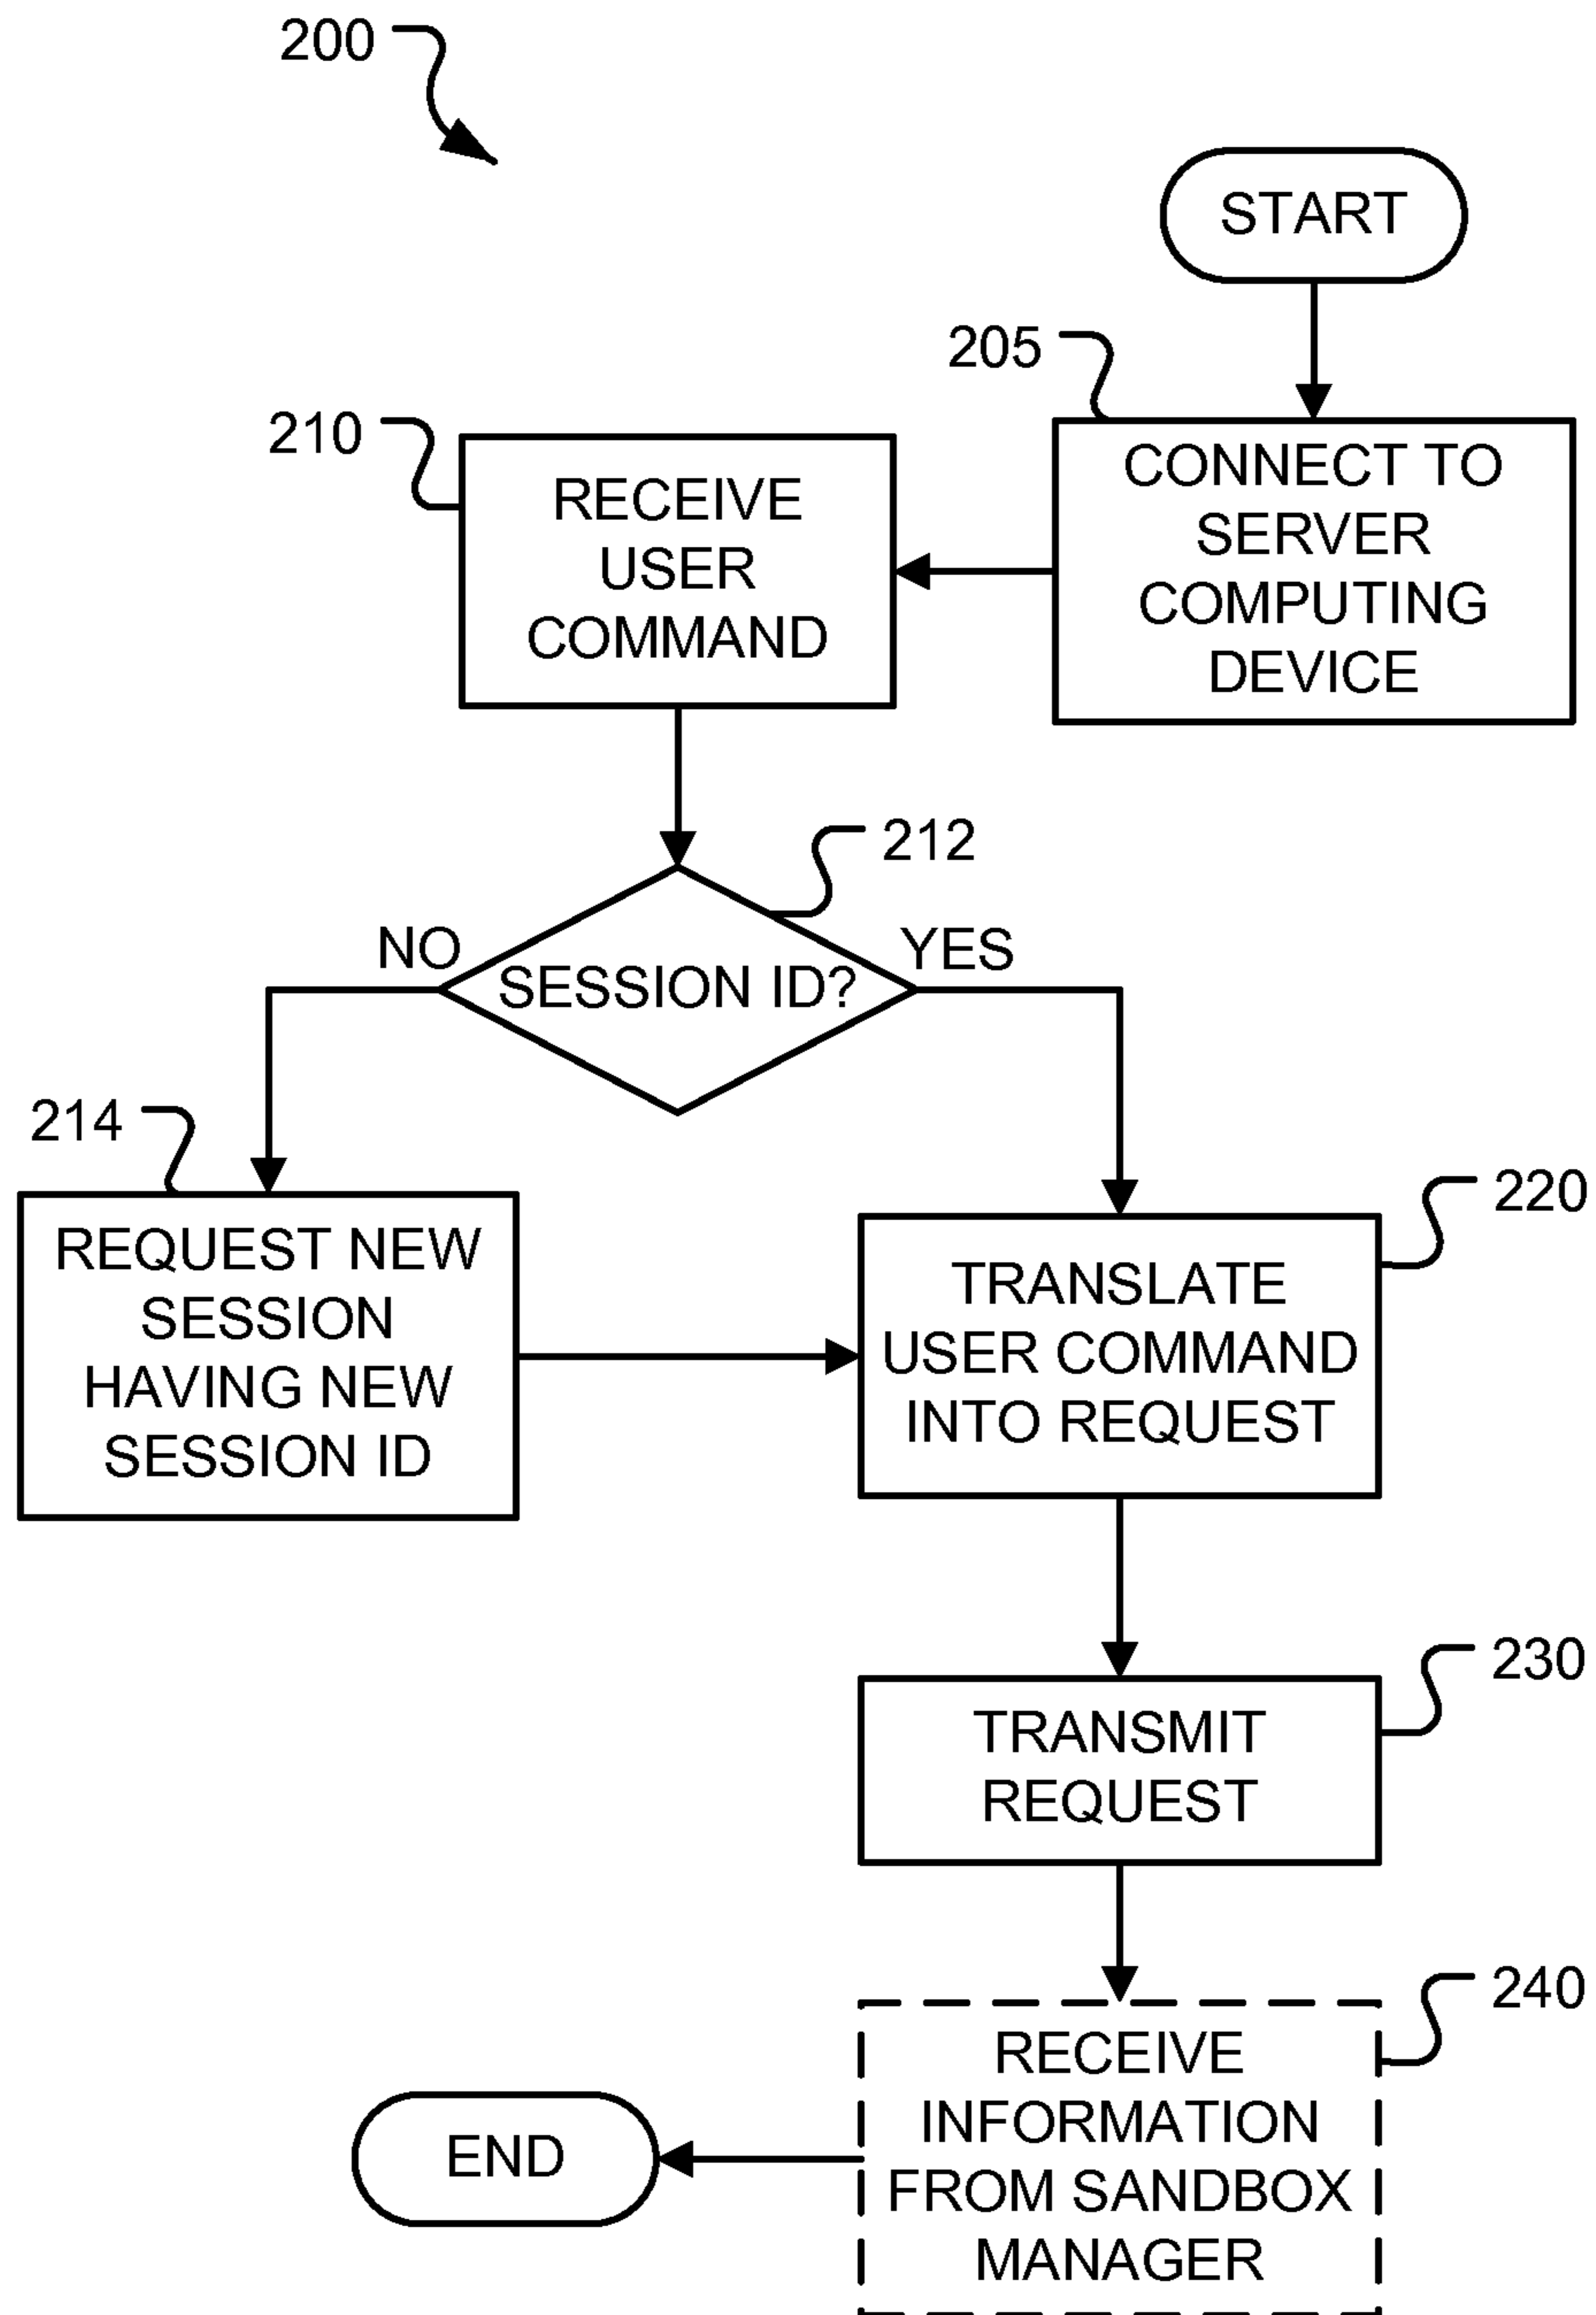 200
START
205
CONNECT TO
SERVER
COMPUTING
DEVICE
210
RECEIVE
USER
COMMAND
212
NO
YES
SESSION ID?
214
REQUEST NEW
SESSION
HAVING NEW
SESSION ID
220
TRANSLATE
USER COMMAND
INTO REQUEST
230
TRANSMIT
REQUEST
240
RECEIVE
INFORMATION
FROM SANDBOX
MANAGER
END